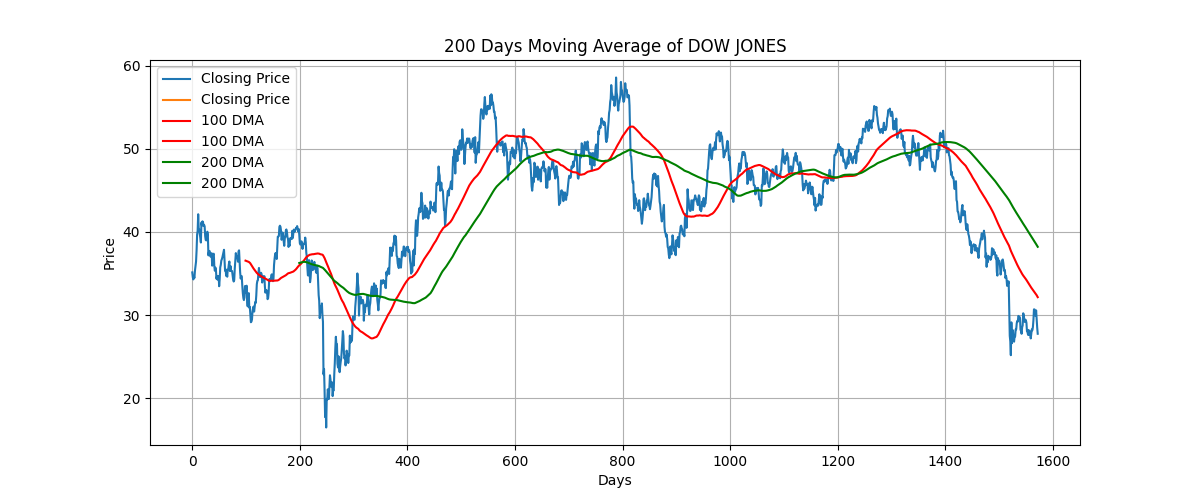 200 Days Moving Average of DOW JONES
Closing Price
Closing Price
100 DMA
100 DMA
200 DMA
200 DMA
60
50
40
30
20
Price
0 200 400 600 800 1000 1200 1400 1600
Days